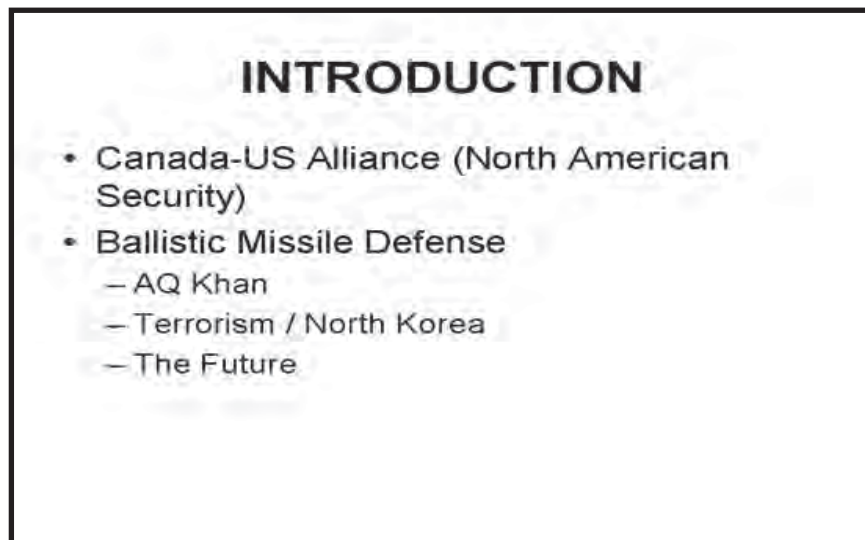 INTRODUCTION
• Canada-US Alliance (North American
Security)
• Ballistic Missile Defense
– AQ Khan
– Terrorism / North Korea
– The Future